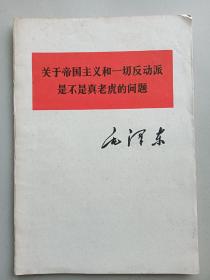 关于帝国主义和一切反动派
是不是真老虎的问题
毛泽东